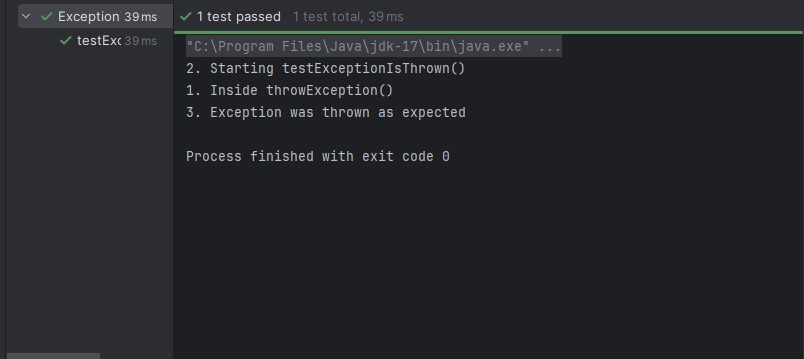 Exception 39 ms
testExc 39 ms
1 test passed 1 test total, 39 ms
"C:\Program Files\Java\jdk-17\bin\java.exe" ...
2. Starting testExceptionIsThrown()
1. Inside throwException()
3. Exception was thrown as expected
Process finished with exit code 0